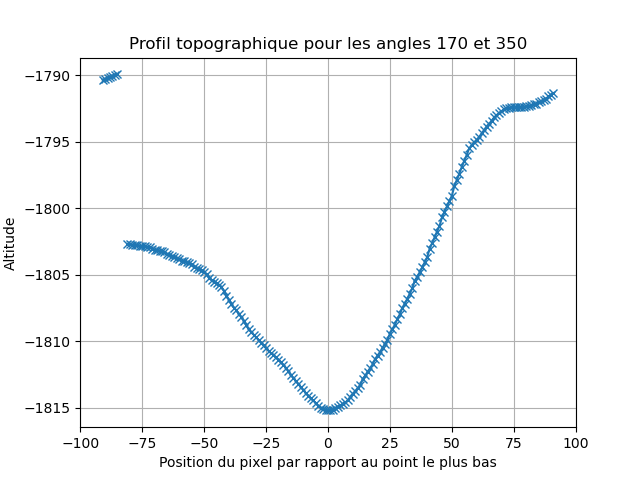 Profil topographique pour les angles 170 et 350
−1790
−1795
−1800
−1805
−1810
−1815
Altitude
−100 −75 −50 −25 0 25 50 75 100
Position du pixel par rapport au point le plus bas